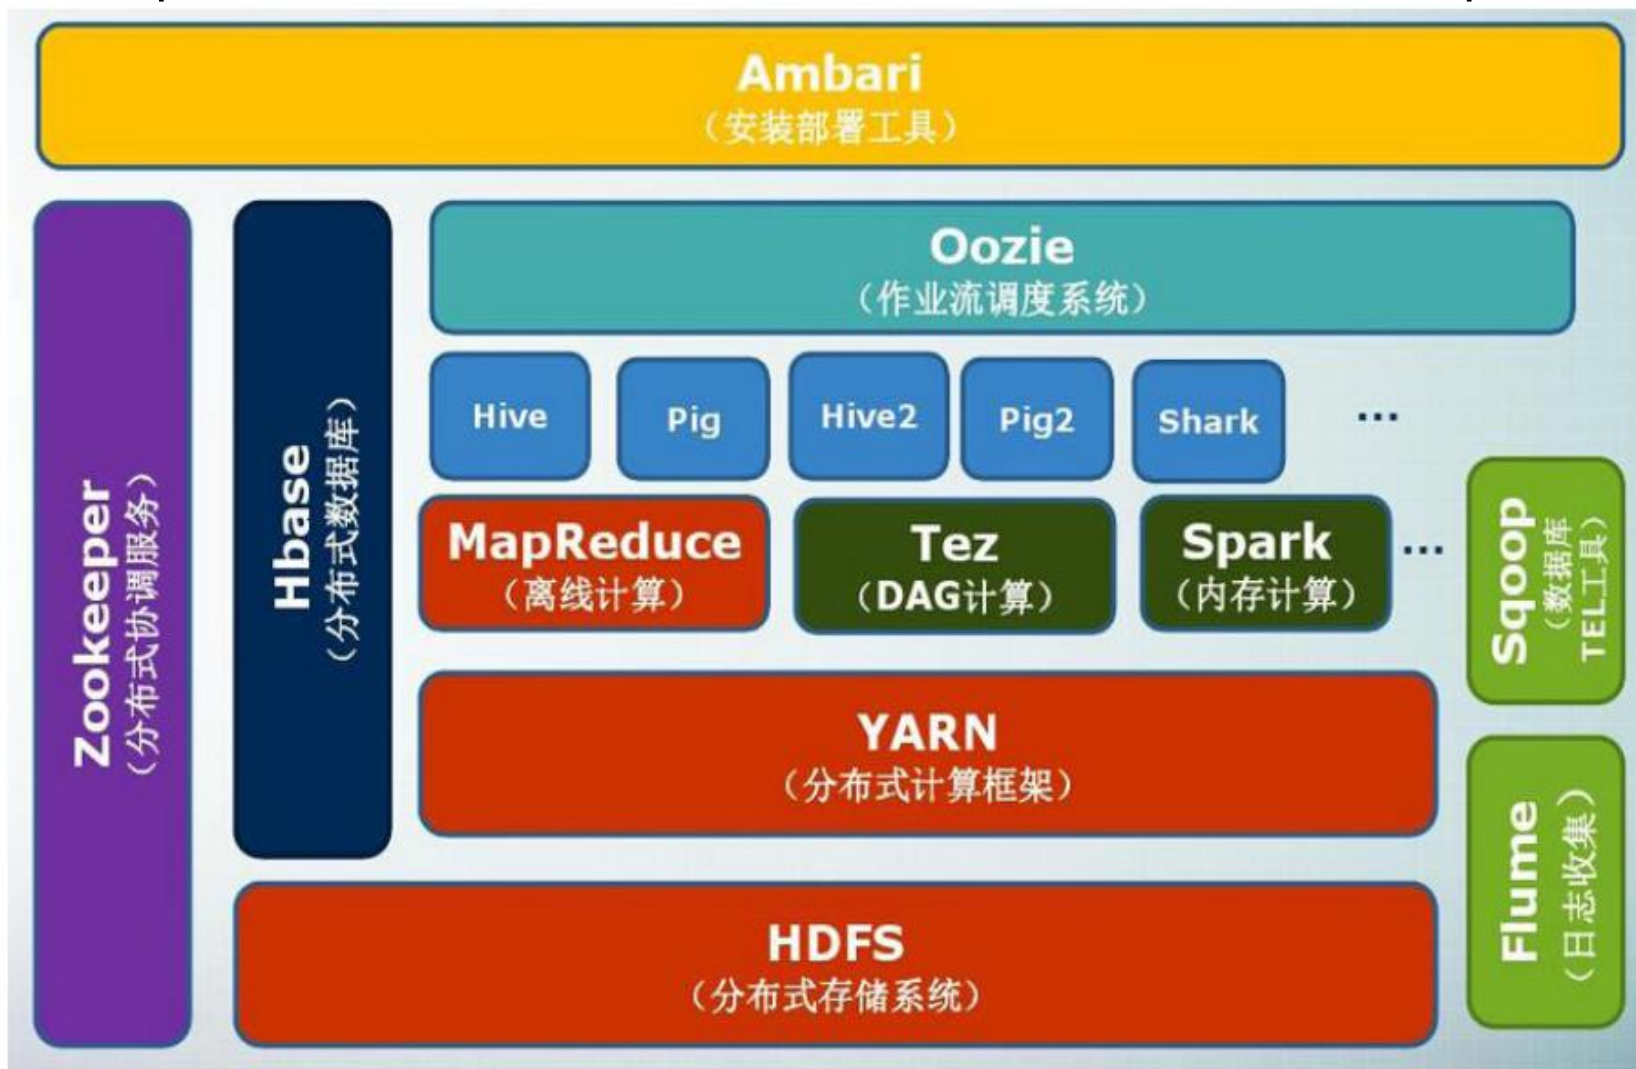 Ambari
（安装部署工具）
Zookeeper
（分布式协调服务）
Hbase
（分布式数据库）
Oozie
（作业流调度系统）
Hive
Pig
Hive2
Pig2
Shark
...
MapReduce
（离线计算）
Tez
（DAG计算）
Spark
（内存计算）
...
Sqoop
（数据库
TEL工具）
YARN
（分布式计算框架）
Flume
（日志收集）
HDFS
（分布式存储系统）